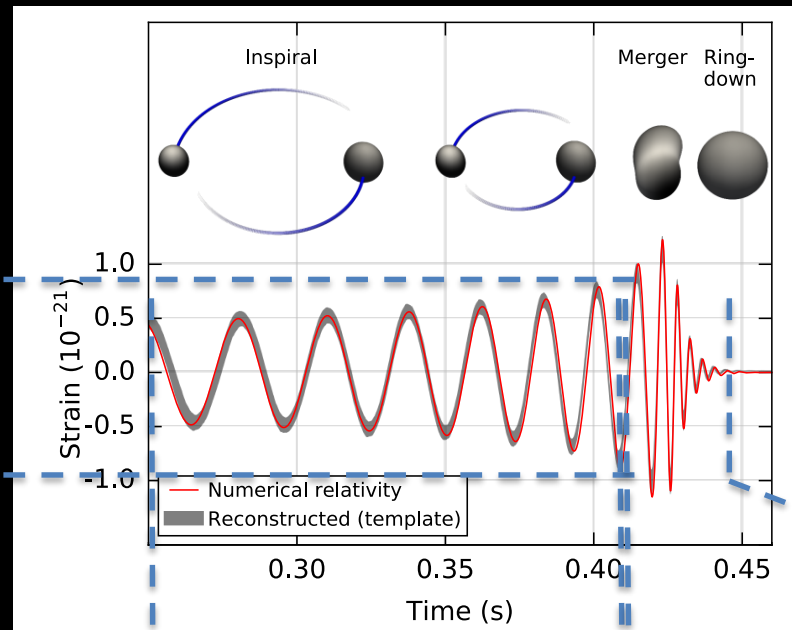 Inspiral
Merger
Ring-
down
1.0
0.5
0.0
-0.5
-1.0
Strain (10⁻²¹)
Numerical relativity
Reconstructed (template)
0.30
0.35
0.40
0.45
Time (s)